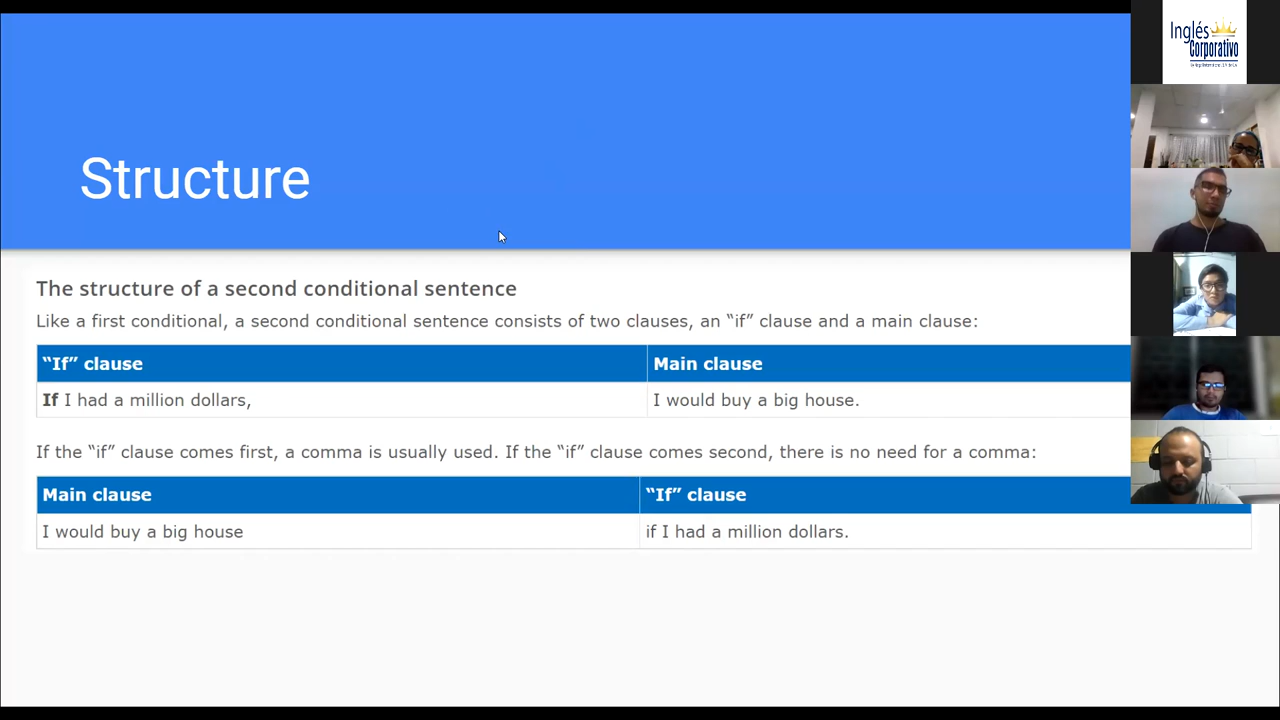 Structure
The structure of a second conditional sentence
Like a first conditional, a second conditional sentence consists of two clauses, an “if” clause and a main clause:
“If” clause Main clause
If I had a million dollars, I would buy a big house.
If the “if” clause comes first, a comma is usually used. If the “if” clause comes second, there is no need for a comma:
Main clause “If” clause
I would buy a big house if I had a million dollars.
Inglés
Corporativo